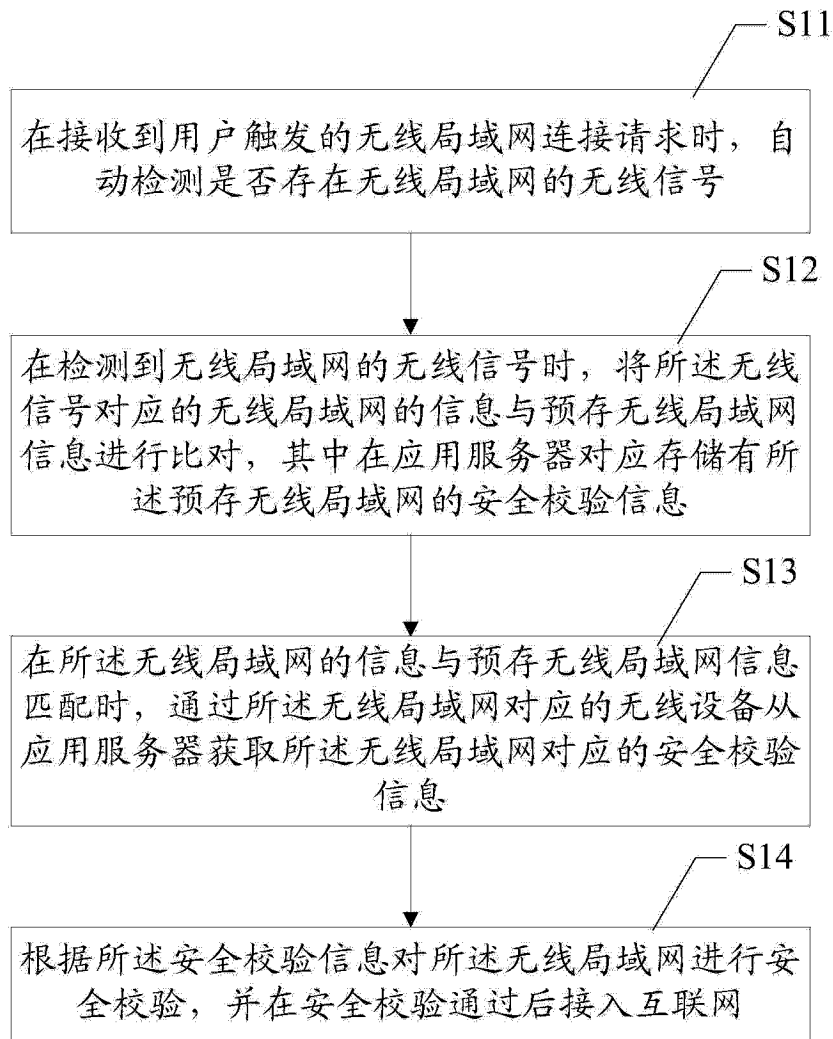 S11
在接收到用户触发的无线局域网连接请求时，自
动检测是否存在无线局域网的无线信号
S12
在检测到无线局域网的无线信号时，将所述无线
信号对应的无线局域网的信息与预存无线局域网
信息进行比对，其中在应用服务器对应存储有所
述预存无线局域网的安全校验信息
S13
在所述无线局域网的信息与预存无线局域网信息
匹配时，通过所述无线局域网对应的无线设备从
应用服务器获取所述无线局域网对应的安全校验
信息
S14
根据所述安全校验信息对所述无线局域网进行安
全校验，并在安全校验通过后接入互联网